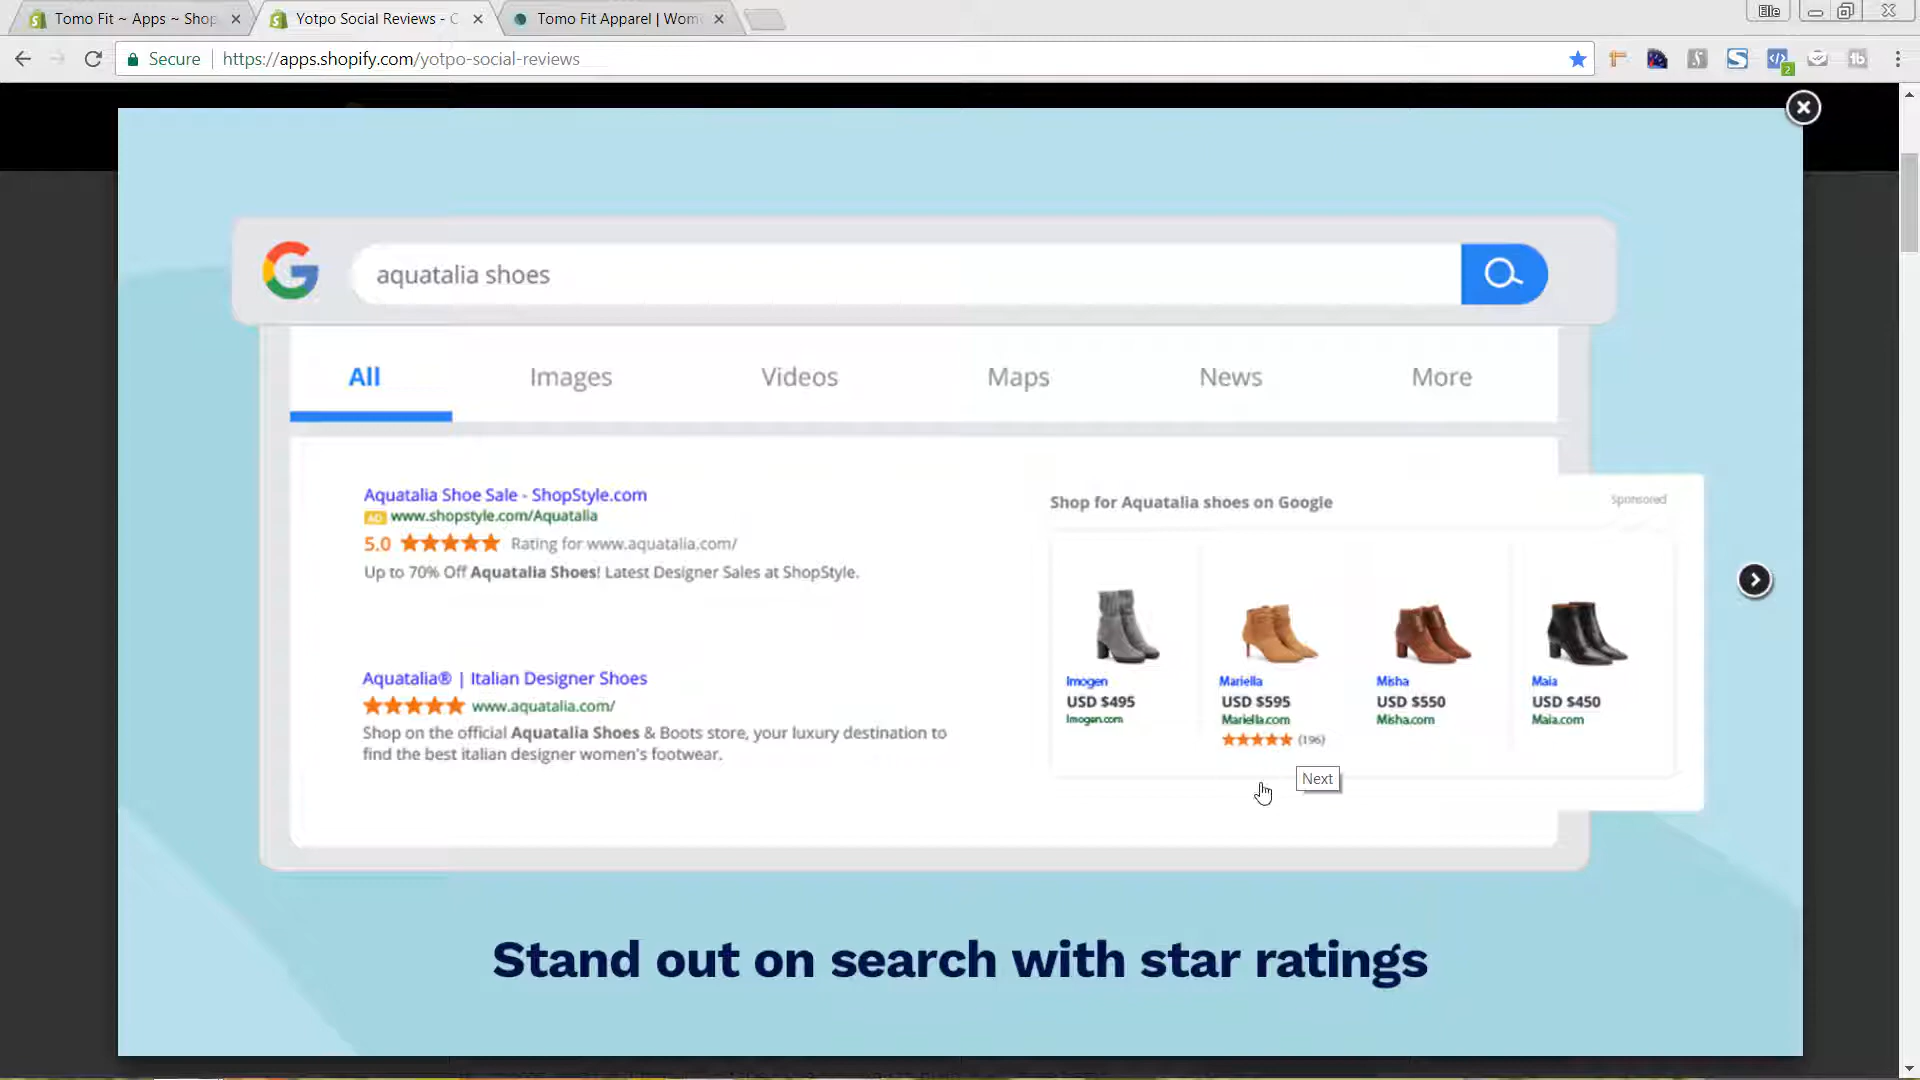 Tomo Fit ~ Apps ~ Shop
Yotpo Social Reviews - C
Tomo Fit Apparel | Wom
Elle
Secure
https://apps.shopify.com/yotpo-social-reviews
2
aquatalia shoes
All
Images
Videos
Maps
News
More
Aquatalia Shoe Sale - ShopStyle.com
AD www.shopstyle.com/Aquatalia
5.0 Rating for www.aquatalia.com/
Up to 70% Off Aquatalia Shoes! Latest Designer Sales at ShopStyle.
Aquatalia® | Italian Designer Shoes
www.aquatalia.com/
Shop on the official Aquatalia Shoes & Boots store, your luxury destination to
find the best italian designer women's footwear.
Shop for Aquatalia shoes on Google
Sponsored
Imogen
USD $495
Imogen.com
Mariella
USD $595
Mariella.com
(196)
Misha
USD $550
Misha.com
Maia
USD $450
Maia.com
Next
Stand out on search with star ratings